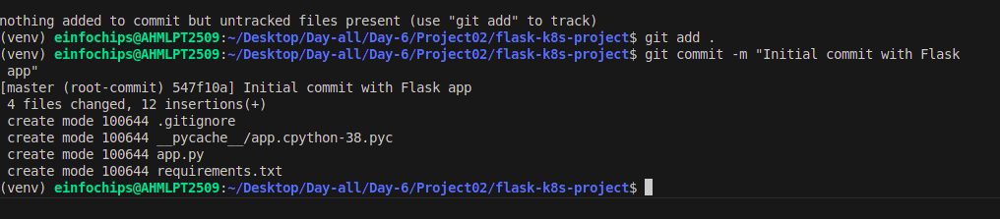 nothing added to commit but untracked files present (use "git add" to track)
(venv) einfochips@AHMLPT2509:~/Desktop/Day-all/Day-6/Project02/flask-k8s-project$ git add .
(venv) einfochips@AHMLPT2509:~/Desktop/Day-all/Day-6/Project02/flask-k8s-project$ git commit -m "Initial commit with Flask
 app"
[master (root-commit) 547f10a] Initial commit with Flask app
 4 files changed, 12 insertions(+)
 create mode 100644 .gitignore
 create mode 100644 __pycache__/app.cpython-38.pyc
 create mode 100644 app.py
 create mode 100644 requirements.txt
(venv) einfochips@AHMLPT2509:~/Desktop/Day-all/Day-6/Project02/flask-k8s-project$